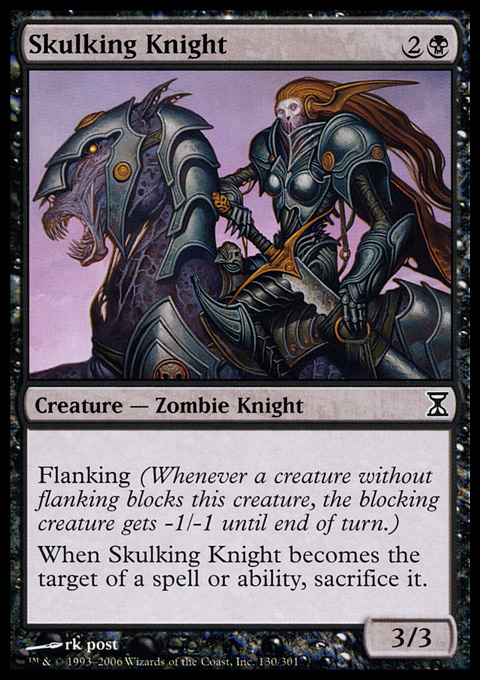 Skulking Knight 2
Creature — Zombie Knight
Flanking (Whenever a creature without
flanking blocks this creature, the blocking
creature gets -1/-1 until end of turn.)
When Skulking Knight becomes the
target of a spell or ability, sacrifice it.
3/3
rk post
™ & © 1993–2006 Wizards of the Coast, Inc. 130/301